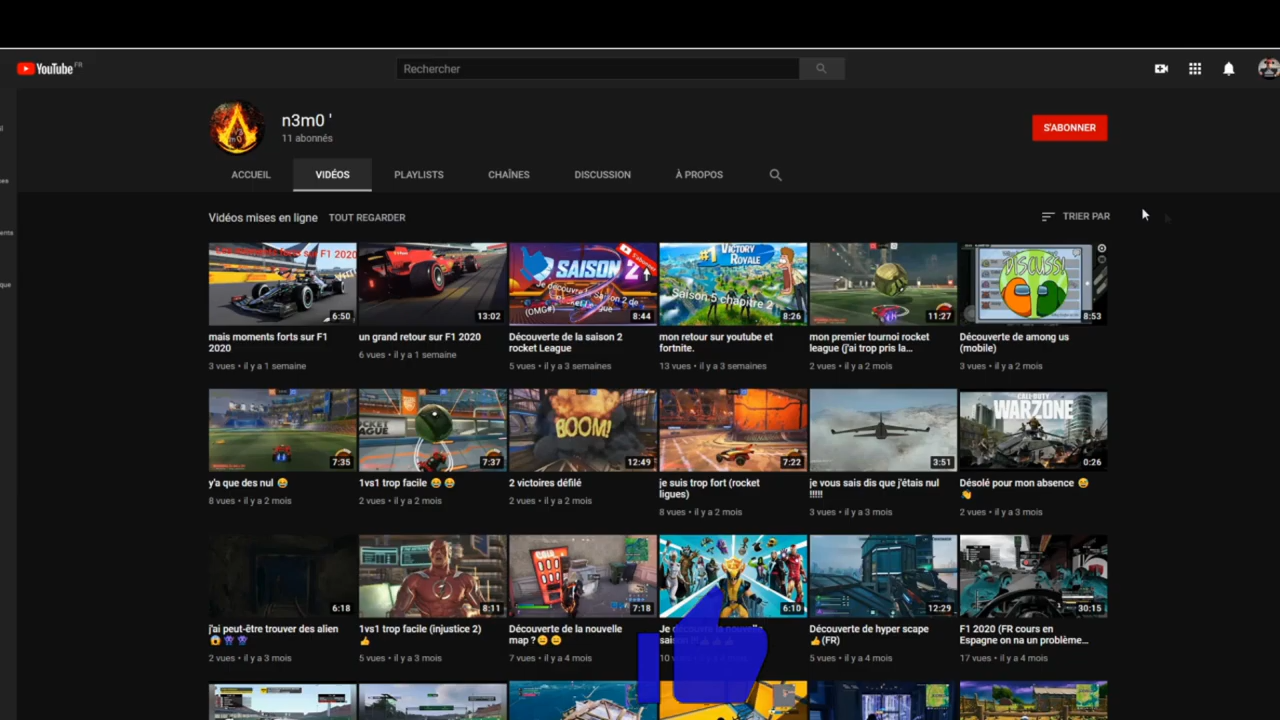 YouTube FR
Rechercher
n3m0 '
11 abonnés
S'ABONNER
ACCUEIL
VIDÉOS
PLAYLISTS
CHAÎNES
DISCUSSION
À PROPOS
Vidéos mises en ligne
TOUT REGARDER
TRIER PAR
6:50
13:02
SAISON 2
8:44
#1 VICTORY ROYALE
Saison 5 chapitre 2
8:26
11:27
DISCUSS!
8:53
mais moments forts sur F1
2020
3 vues • il y a 1 semaine
un grand retour sur F1 2020
6 vues • il y a 1 semaine
Découverte de la saison 2
rocket League
5 vues • il y a 3 semaines
mon retour sur youtube et
fortnite.
13 vues • il y a 3 semaines
mon premier tournoi rocket
league (j'ai trop pris la...
2 vues • il y a 2 mois
Découverte de among us
(mobile)
3 vues • il y a 2 mois
7:35
7:37
BOOM!
12:49
7:22
3:51
CALL OF DUTY
WARZONE
0:26
y'a que des nul 😂
8 vues • il y a 2 mois
1vs1 trop facile 😂 😂
2 vues • il y a 2 mois
2 victoires défilé
2 vues • il y a 2 mois
je suis trop fort (rocket
ligues)
8 vues • il y a 2 mois
je vous sais dis que j'étais nul
!!!!!
3 vues • il y a 3 mois
Désolé pour mon absence 😪
👏
2 vues • il y a 3 mois
6:18
8:11
7:18
6:10
12:29
30:15
j'ai peut-être trouver des alien
😱👾👾
2 vues • il y a 3 mois
1vs1 trop facile (injustice 2)
👍
5 vues • il y a 3 mois
Découverte de la nouvelle
map ?😐 😄
7 vues • il y a 4 mois
Découverte de hyper scape
👍(FR)
5 vues • il y a 4 mois
F1 2020 (FR cours en
Espagne on na un problème...
17 vues • il y a 4 mois